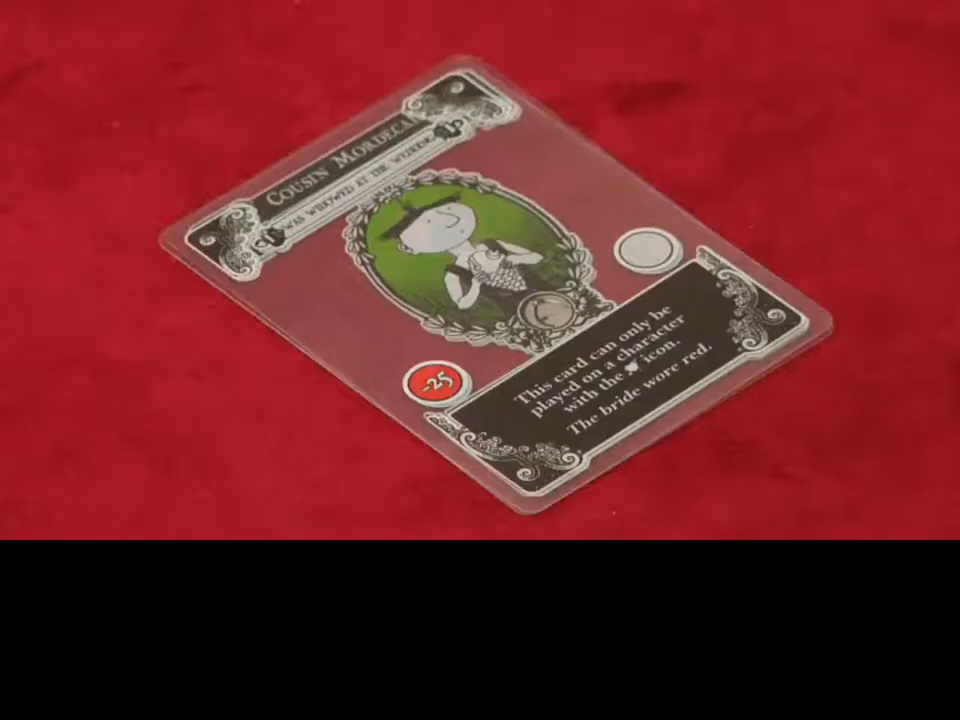 COUSIN MORDECAI
WAS WIDOWED AT THE WEDDING
-25
This card can only be
played on a character
with the icon.
The bride wore red.